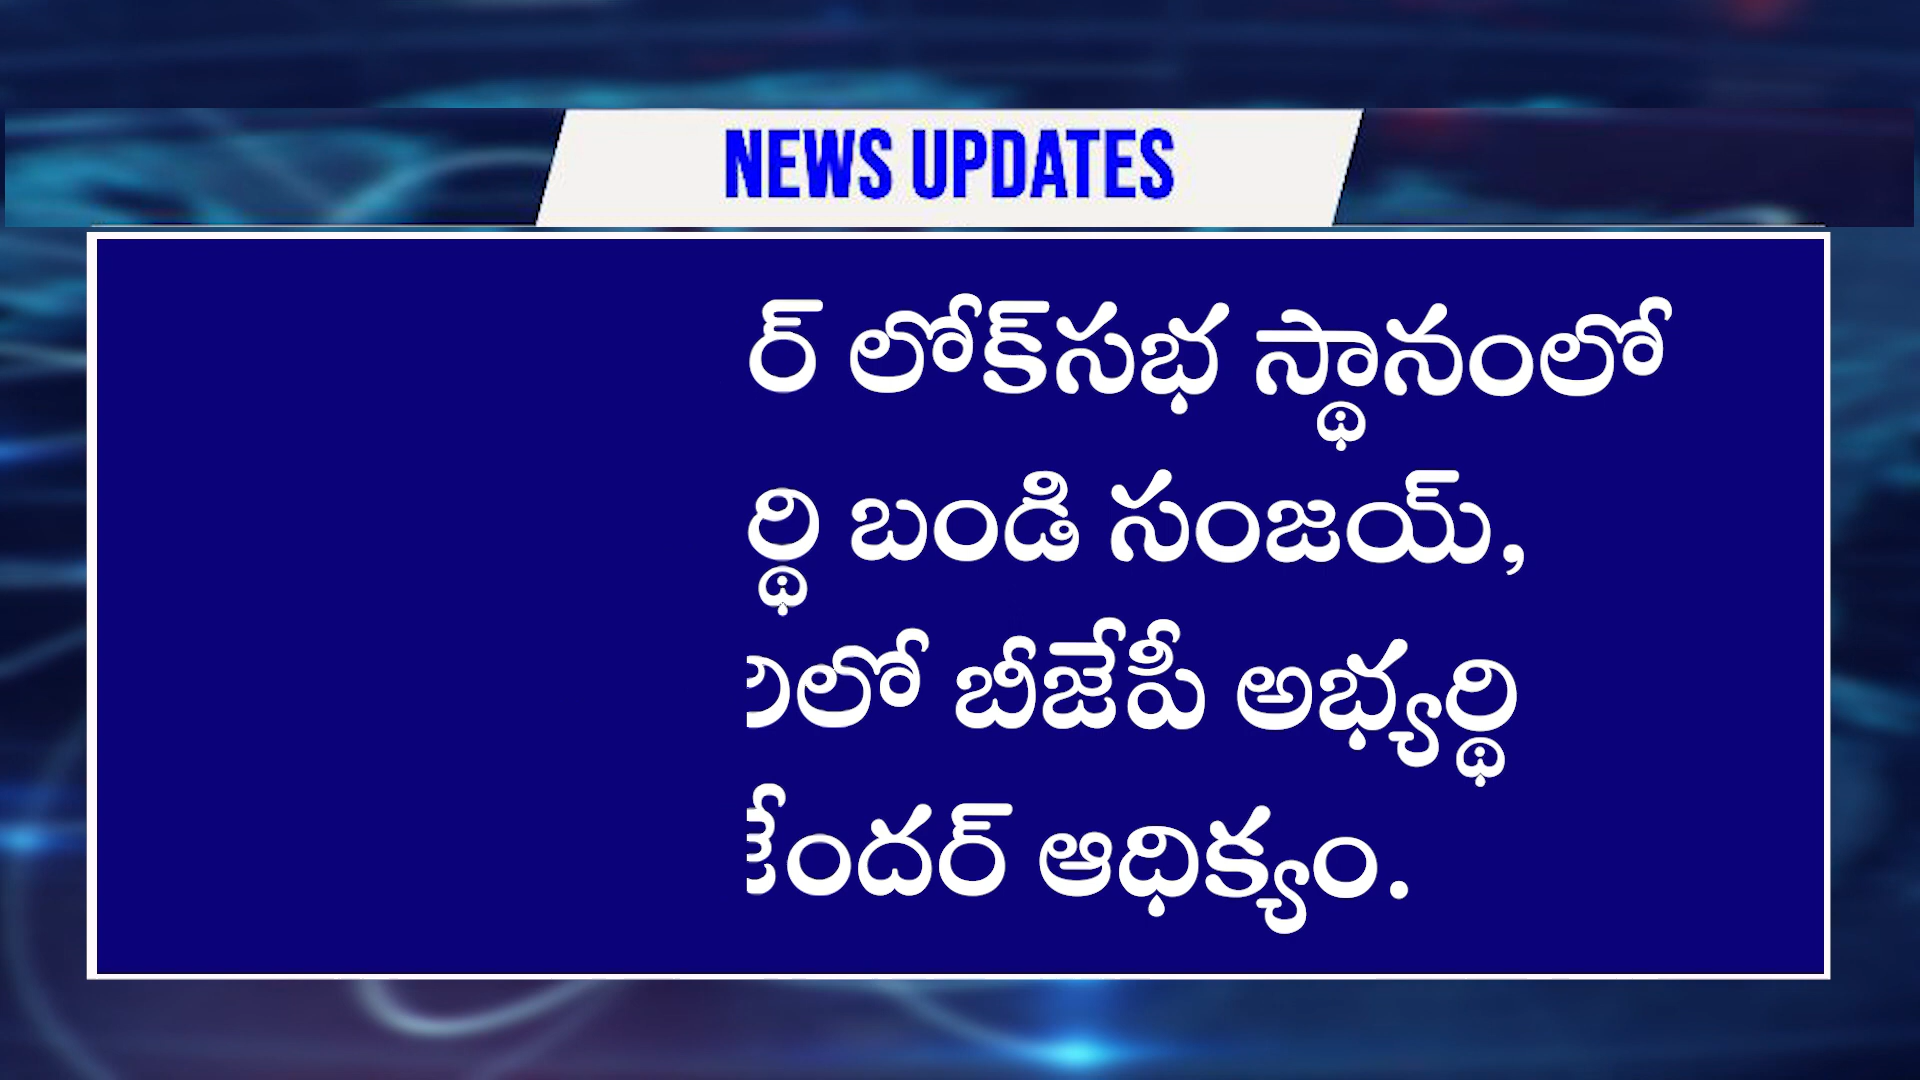 NEWS UPDATES
ర్ లోక్‌సభ స్థానంలో
ర్థి బండి సంజయ్,
లో బీజేపీ అభ్యర్థి
ందర్ ఆధిక్యం.